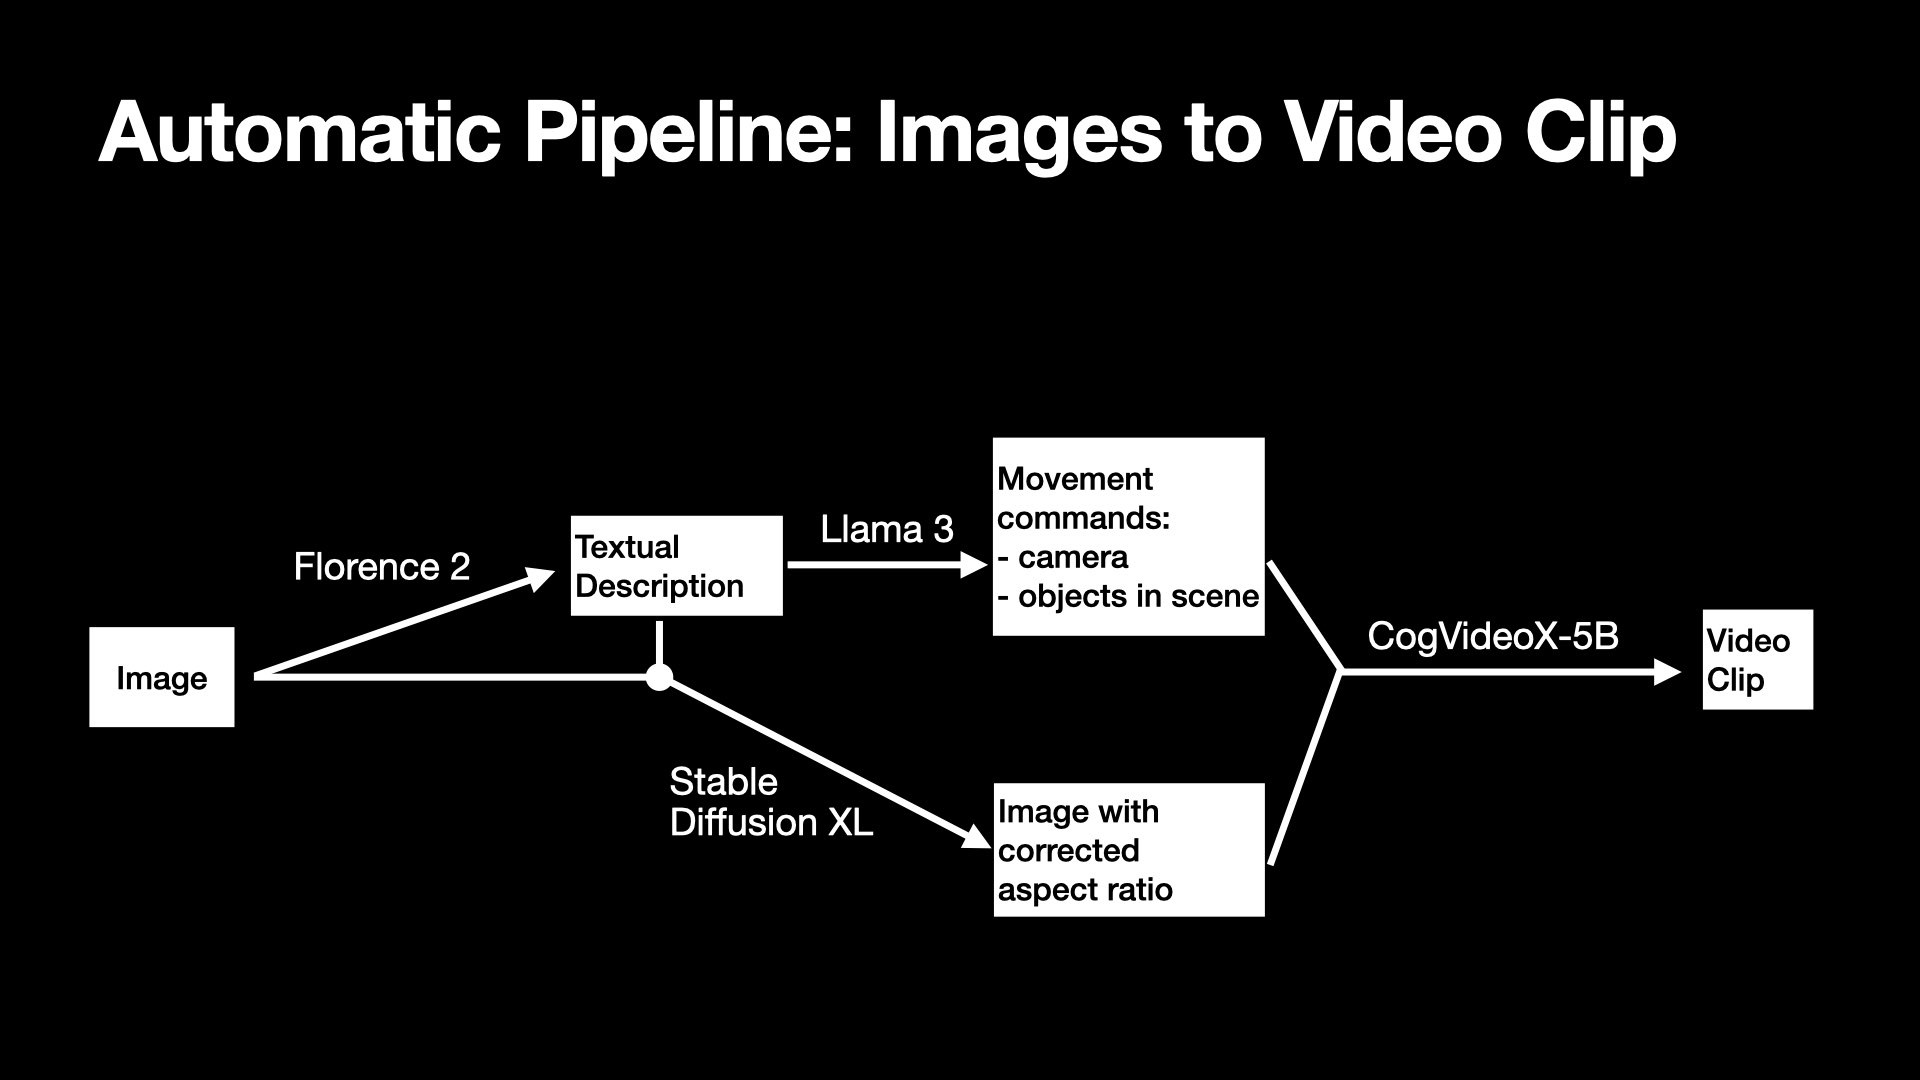 Automatic Pipeline: Images to Video Clip
Image
Florence 2
Textual
Description
Llama 3
Movement
commands:
- camera
- objects in scene
Stable
Diffusion XL
Image with
corrected
aspect ratio
CogVideoX-5B
Video
Clip